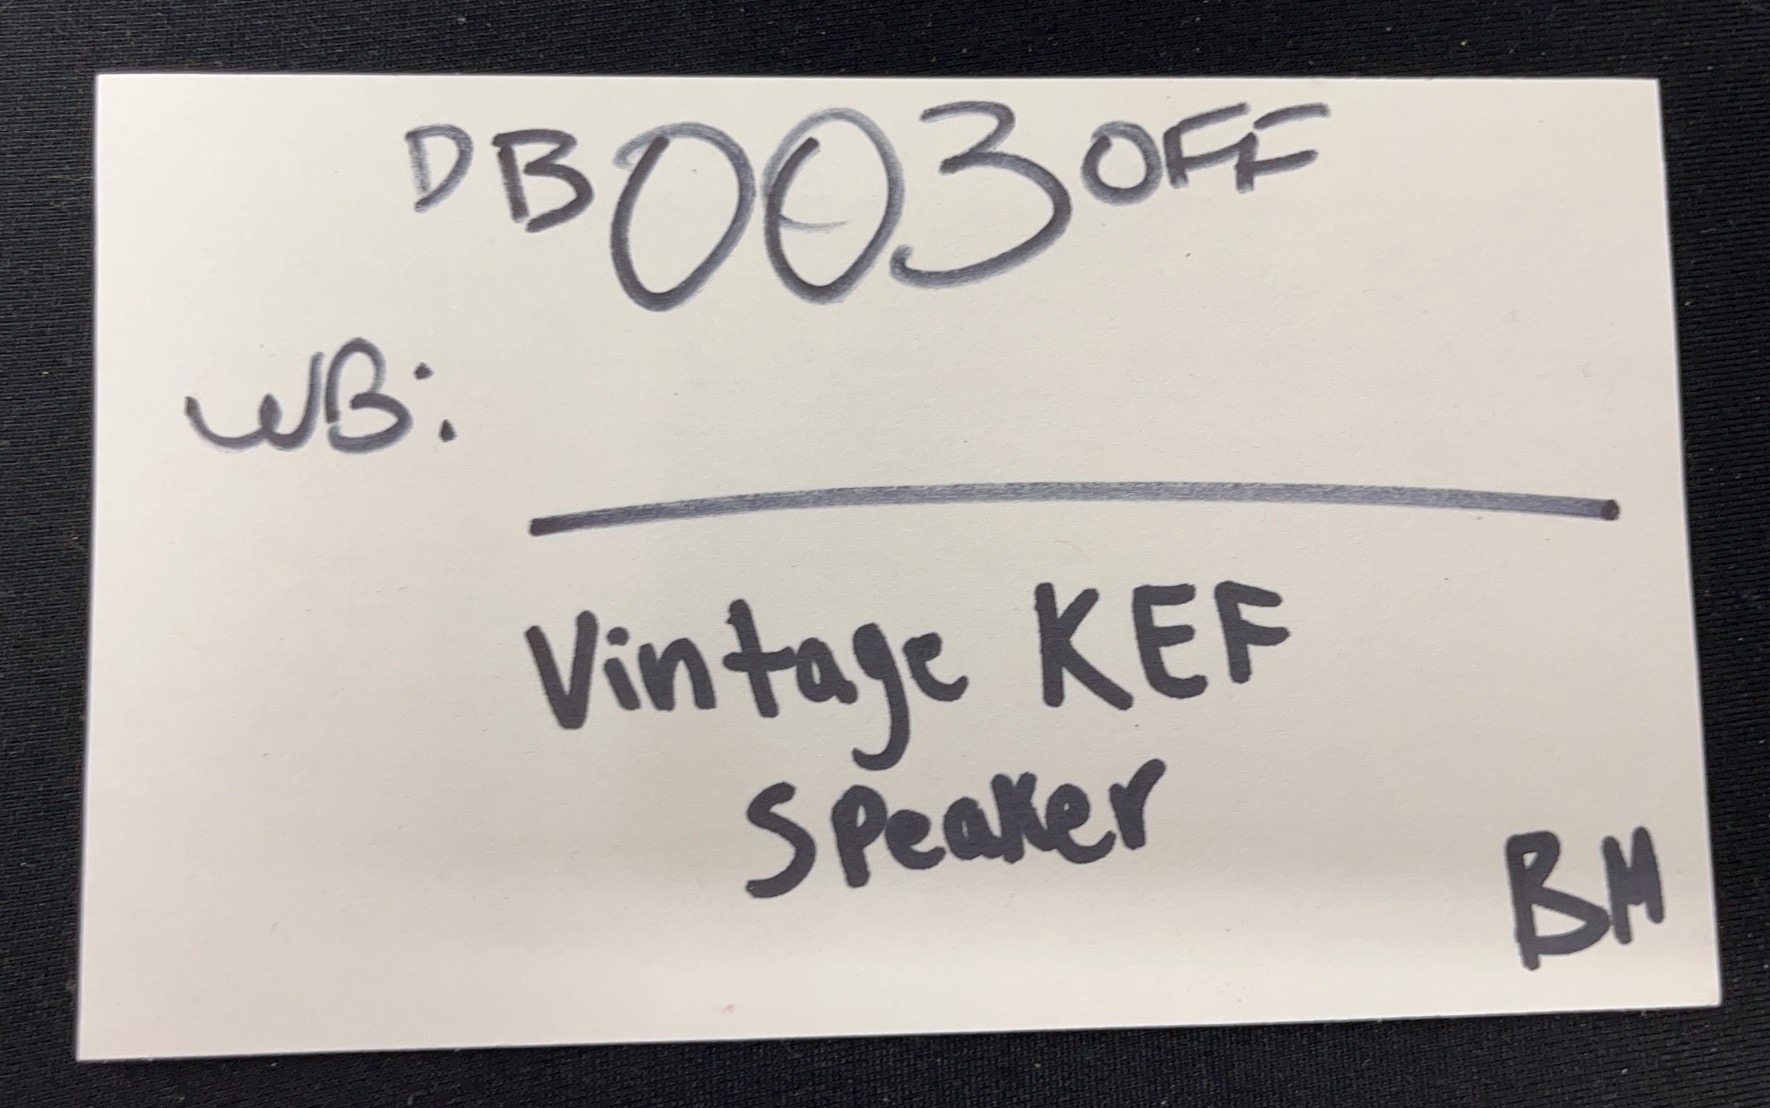 DB003OFF
WB:
Vintage KEF
Speaker
BH